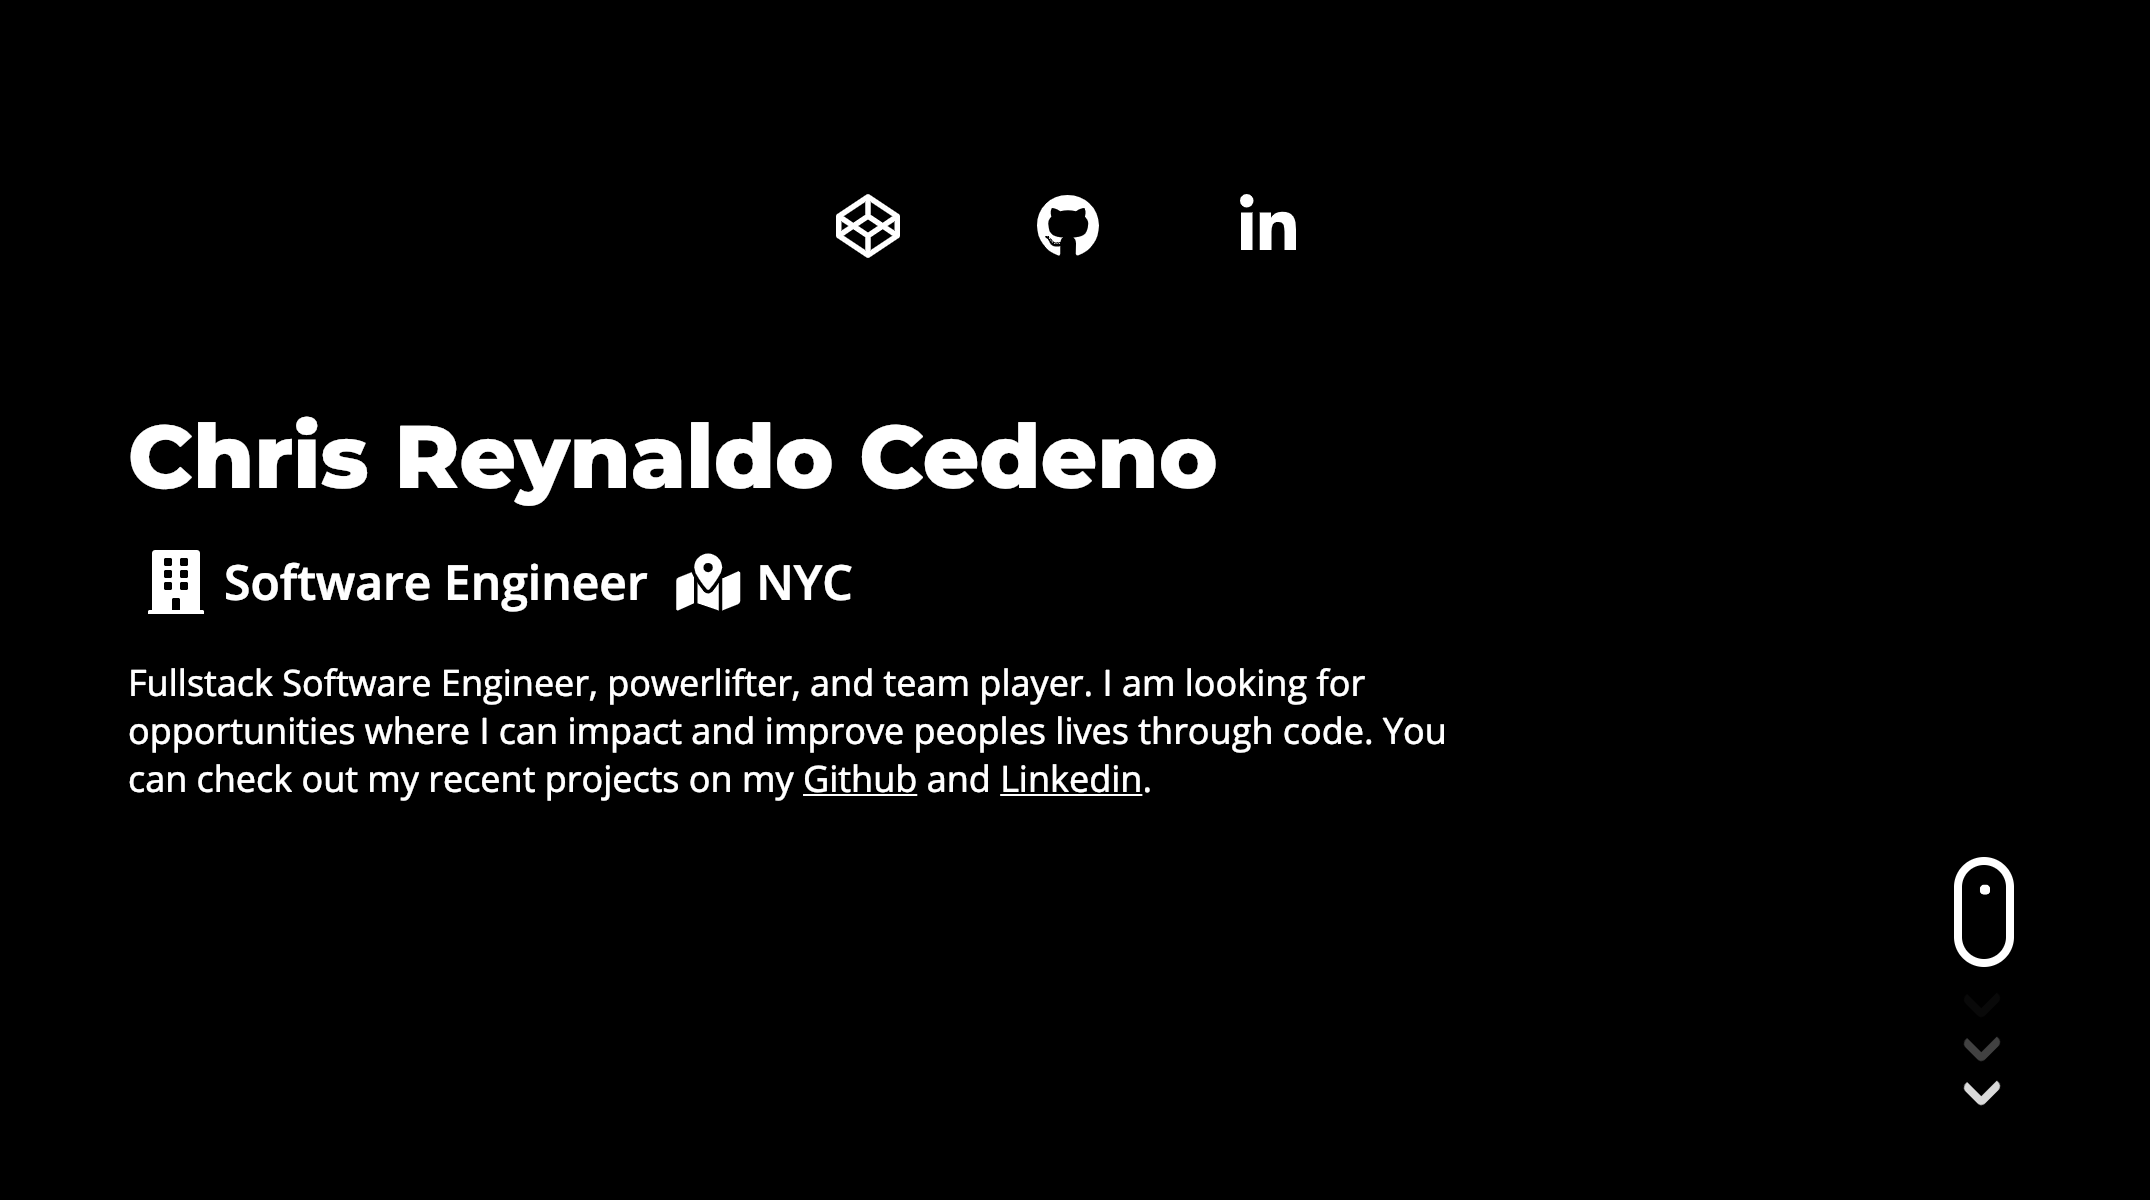 in
Chris Reynaldo Cedeno
Software Engineer NYC
Fullstack Software Engineer, powerlifter, and team player. I am looking for
opportunities where I can impact and improve peoples lives through code. You
can check out my recent projects on my Github and Linkedin.